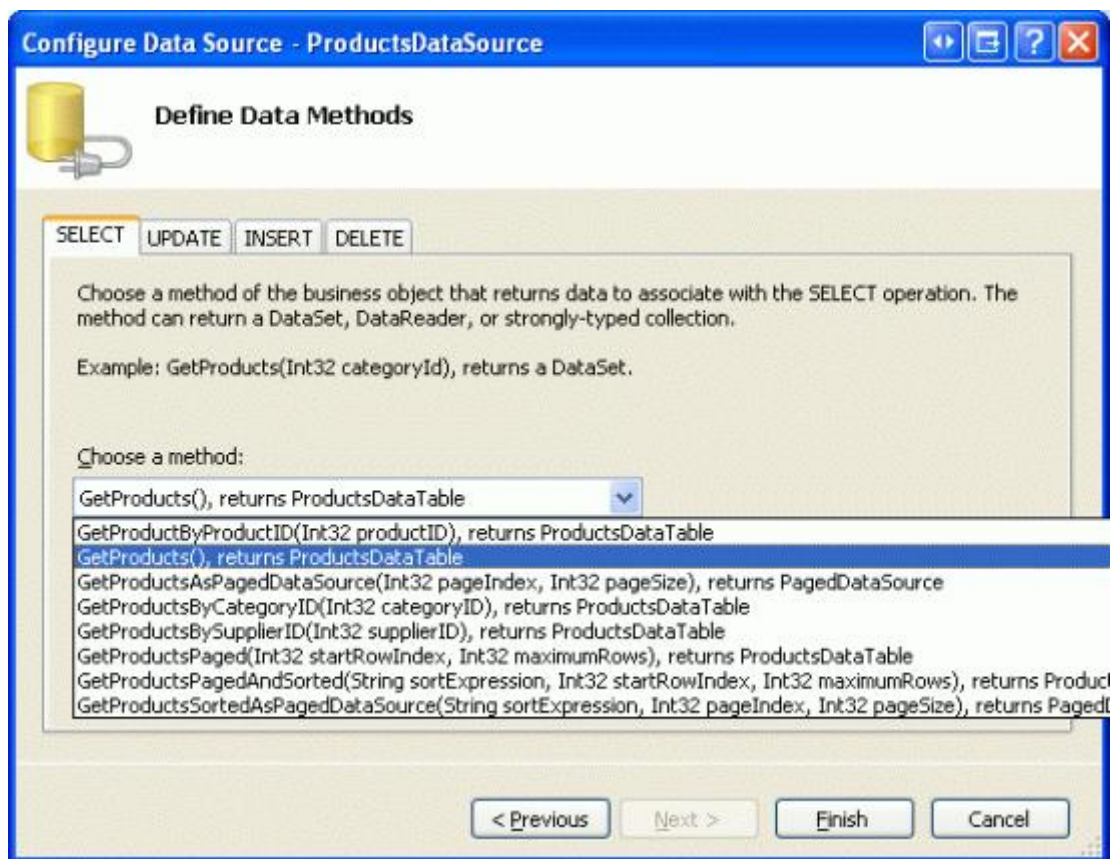 Configure Data Source - ProductsDataSource
Define Data Methods
SELECT UPDATE INSERT DELETE
Choose a method of the business object that returns data to associate with the SELECT operation. The
method can return a DataSet, DataReader, or strongly-typed collection.
Example: GetProducts(Int32 categoryId), returns a DataSet.
Choose a method:
GetProducts(), returns ProductsDataTable
GetProductByProductID(Int32 productID), returns ProductsDataTable
GetProducts(), returns ProductsDataTable
GetProductsAsPagedDataSource(Int32 pageIndex, Int32 pageSize), returns PagedDataSource
GetProductsByCategoryID(Int32 categoryID), returns ProductsDataTable
GetProductsBySupplierID(Int32 supplierID), returns ProductsDataTable
GetProductsPaged(Int32 startRowIndex, Int32 maximumRows), returns ProductsDataTable
GetProductsPagedAndSorted(String sortExpression, Int32 startRowIndex, Int32 maximumRows), returns Product
GetProductsSortedAsPagedDataSource(String sortExpression, Int32 pageIndex, Int32 pageSize), returns PagedD
< Previous Next > Finish Cancel